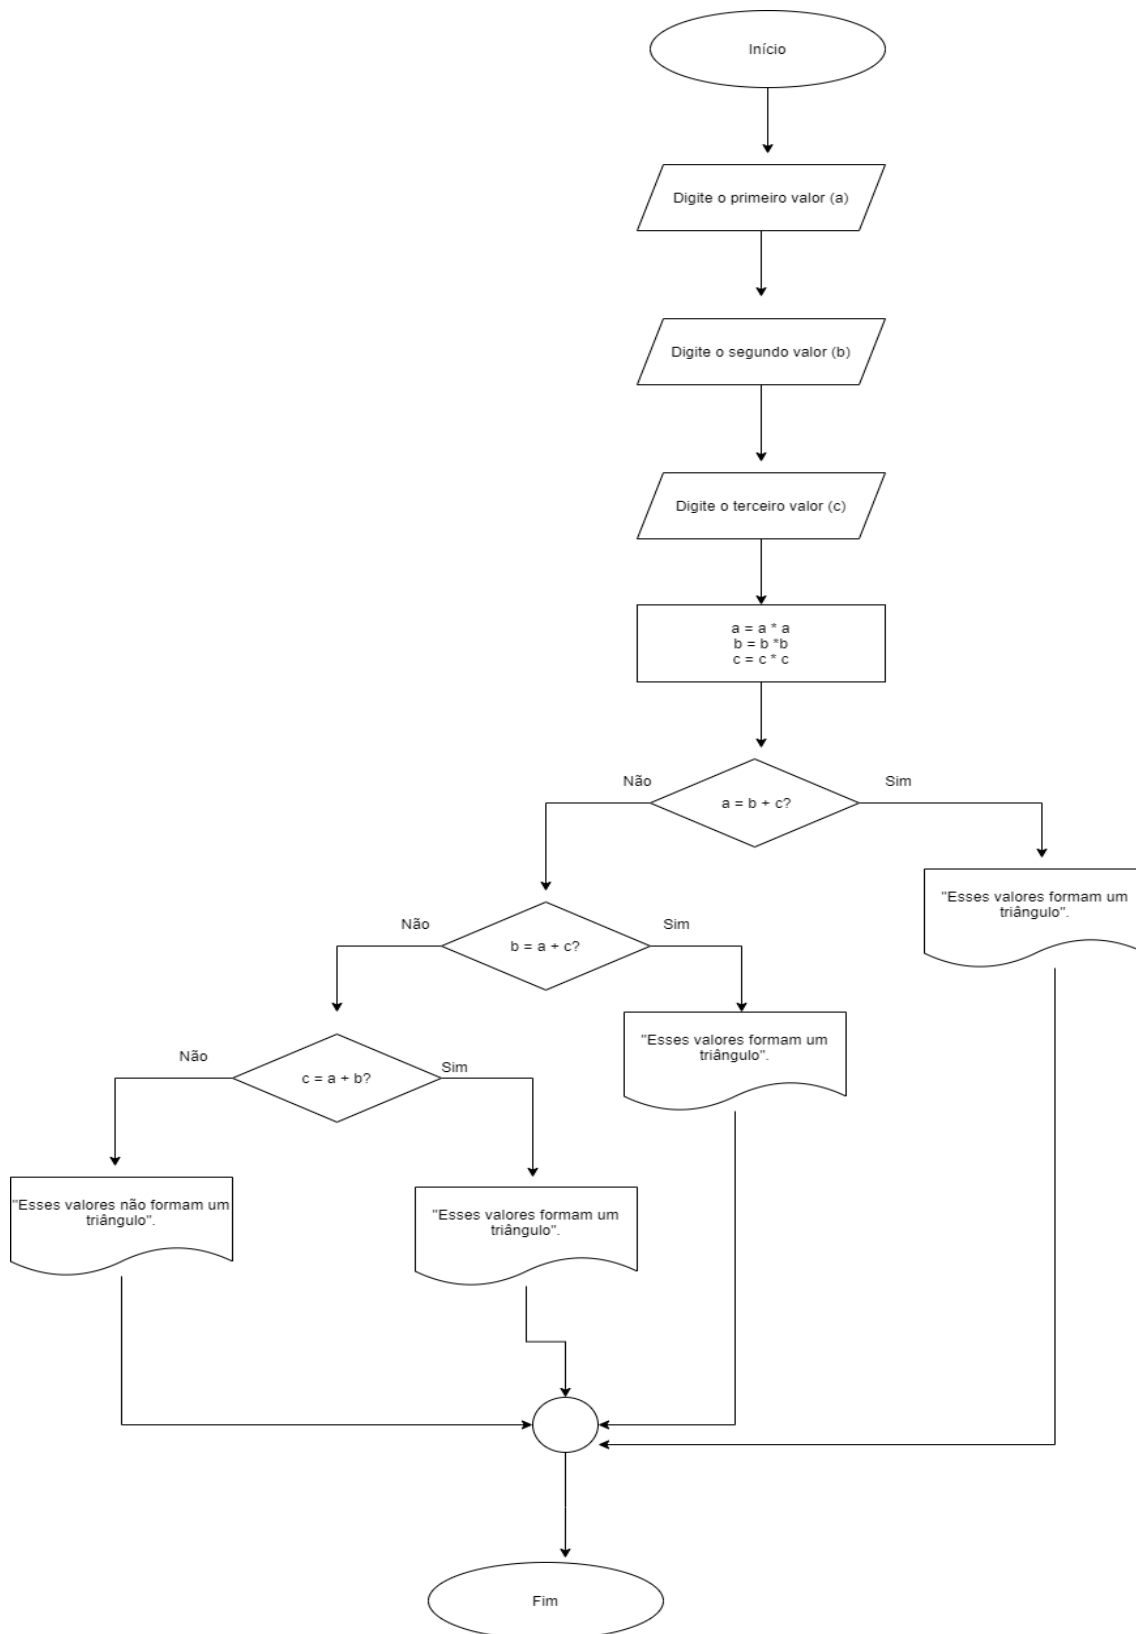 Início
Digite o primeiro valor (a)
Digite o segundo valor (b)
Digite o terceiro valor (c)
a = a * a
b = b *b
c = c * c
Não
Sim
a = b + c?
"Esses valores formam um
triângulo".
Não
Sim
b = a + c?
"Esses valores formam um
triângulo".
Não
Sim
c = a + b?
"Esses valores não formam um
triângulo".
"Esses valores formam um
triângulo".
Fim